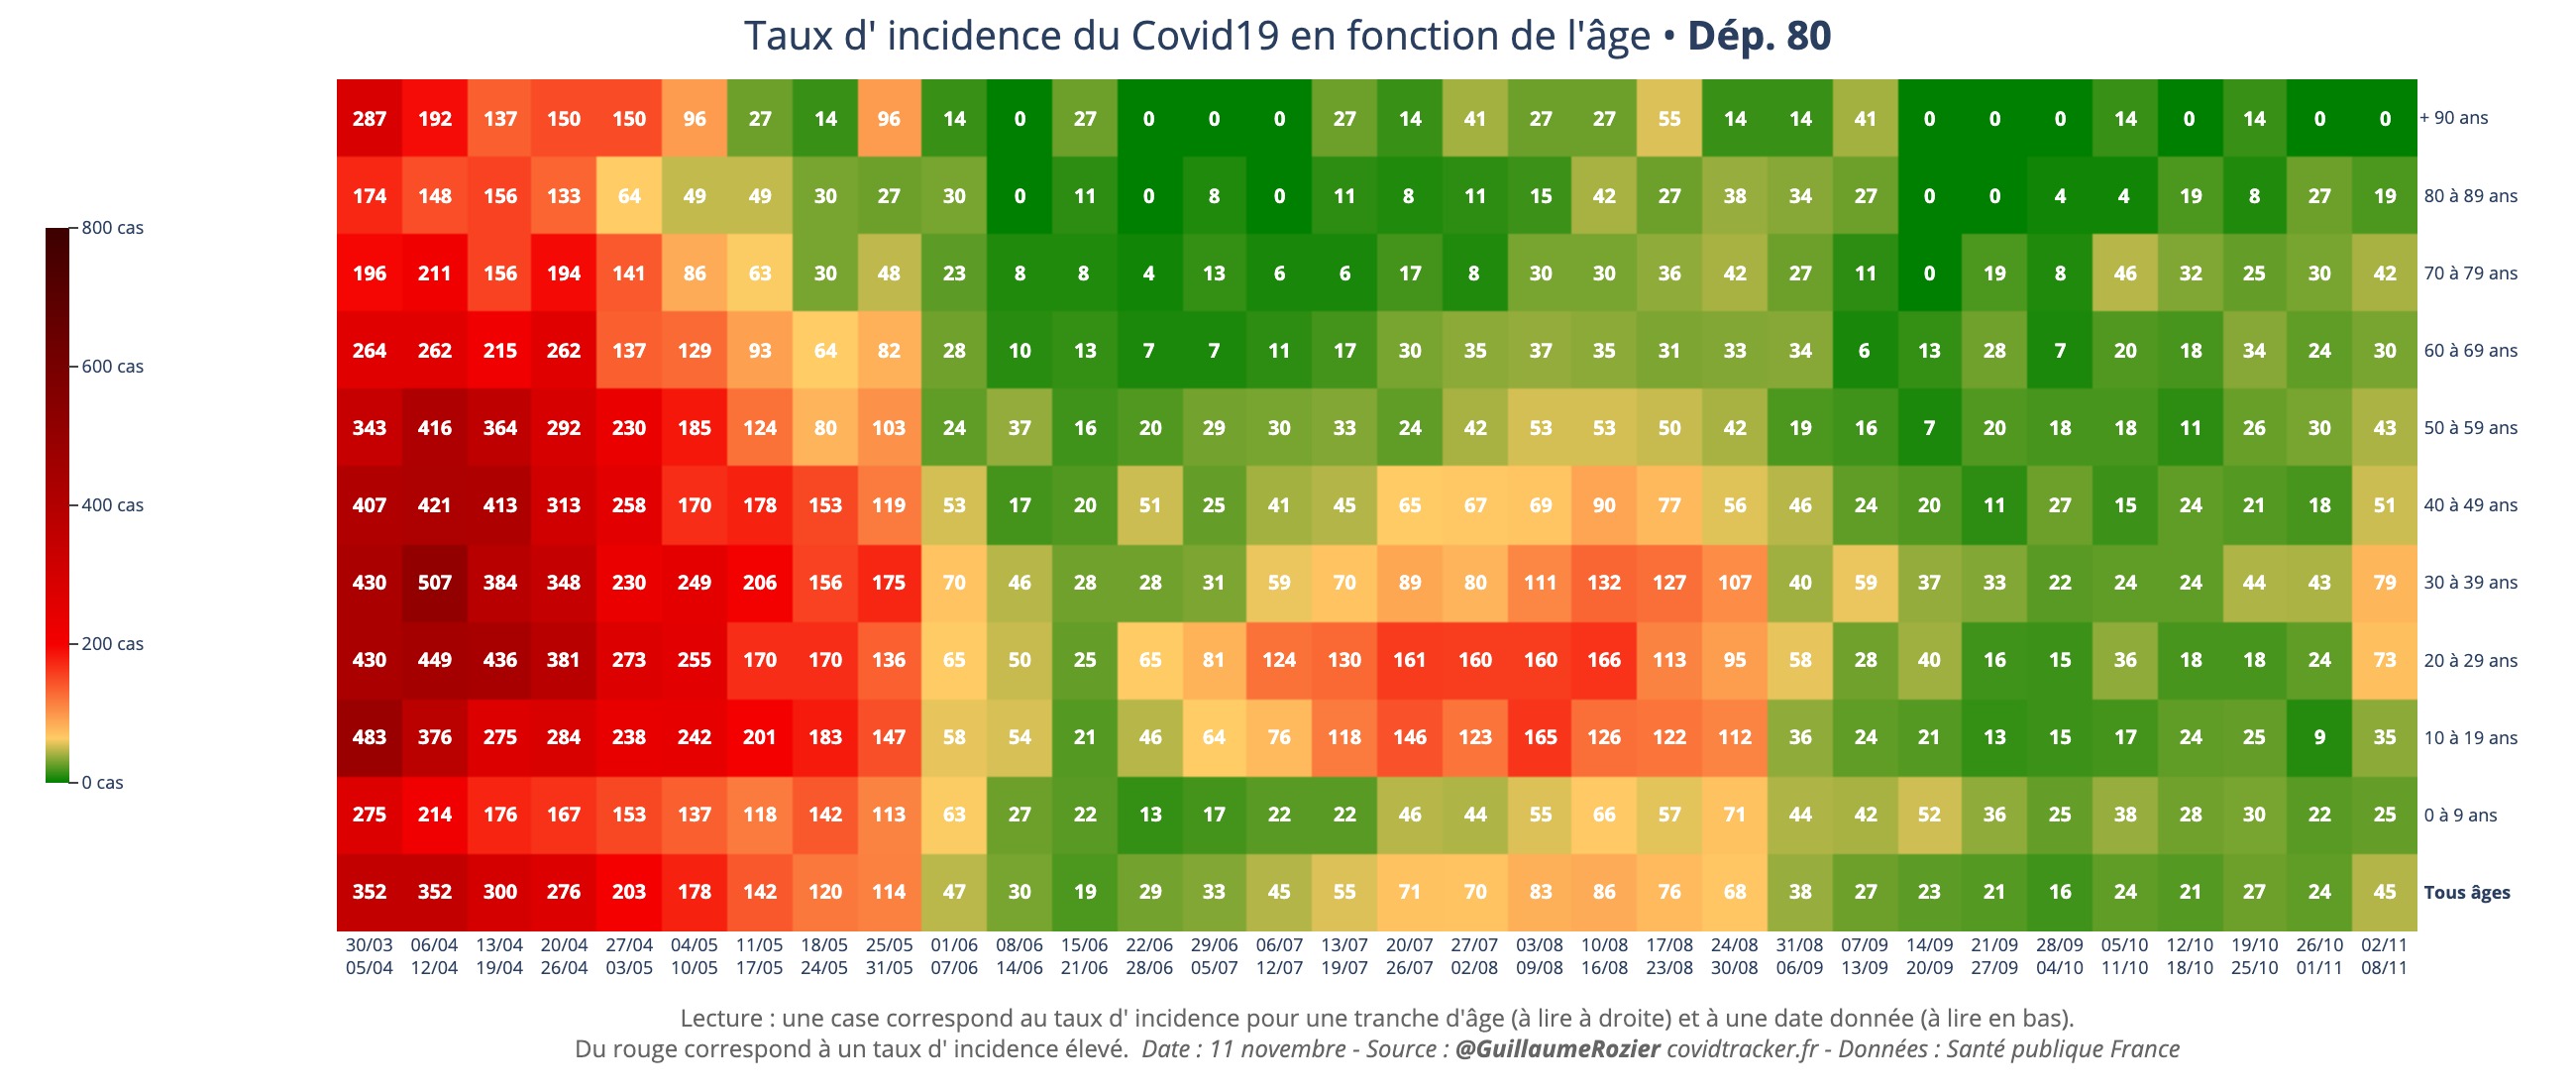 Taux d' incidence du Covid19 en fonction de l'âge • Dép. 80
287 192 137 150 150 96 27 14 96 14 0 27 0 0 0 27 14 41 27 27 55 14 14 41 0 0 0 14 0 14 0 0 + 90 ans
174 148 156 133 64 49 49 30 27 30 0 11 0 8 0 11 8 11 15 42 27 38 34 27 0 0 4 4 19 8 27 19 80 à 89 ans
800 cas
196 211 156 194 141 86 63 30 48 23 8 8 4 13 6 6 17 8 30 30 36 42 27 11 0 19 8 46 32 25 30 42 70 à 79 ans
264 262 215 262 137 129 93 64 82 28 10 13 7 7 11 17 30 35 37 35 31 33 34 6 13 28 7 20 18 34 24 30 60 à 69 ans
600 cas
343 416 364 292 230 185 124 80 103 24 37 16 20 29 30 33 24 42 53 53 50 42 19 16 7 20 18 18 11 26 30 43 50 à 59 ans
400 cas
407 421 413 313 258 170 178 153 119 53 17 20 51 25 41 45 65 67 69 90 77 56 46 24 20 11 27 15 24 21 18 51 40 à 49 ans
430 507 384 348 230 249 206 156 175 70 46 28 28 31 59 70 89 80 111 132 127 107 40 59 37 33 22 24 24 44 43 79 30 à 39 ans
200 cas
430 449 436 381 273 255 170 170 136 65 50 25 65 81 124 130 161 160 160 166 113 95 58 28 40 16 15 36 18 18 24 73 20 à 29 ans
483 376 275 284 238 242 201 183 147 58 54 21 46 64 76 118 146 123 165 126 122 112 36 24 21 13 15 17 24 25 9 35 10 à 19 ans
0 cas
275 214 176 167 153 137 118 142 113 63 27 22 13 17 22 22 46 44 55 66 57 71 44 42 52 36 25 38 28 30 22 25 0 à 9 ans
352 352 300 276 203 178 142 120 114 47 30 19 29 33 45 55 71 70 83 86 76 68 38 27 23 21 16 24 21 27 24 45 Tous âges
30/03 06/04 13/04 20/04 27/04 04/05 11/05 18/05 25/05 01/06 08/06 15/06 22/06 29/06 06/07 13/07 20/07 27/07 03/08 10/08 17/08 24/08 31/08 07/09 14/09 21/09 28/09 05/10 12/10 19/10 26/10 02/11
05/04 12/04 19/04 26/04 03/05 10/05 17/05 24/05 31/05 07/06 14/06 21/06 28/06 05/07 12/07 19/07 26/07 02/08 09/08 16/08 23/08 30/08 06/09 13/09 20/09 27/09 04/10 11/10 18/10 25/10 01/11 08/11
Lecture : une case correspond au taux d' incidence pour une tranche d'âge (à lire à droite) et à une date donnée (à lire en bas).
Du rouge correspond à un taux d' incidence élevé. Date : 11 novembre - Source : @GuillaumeRozier covidtracker.fr - Données : Santé publique France